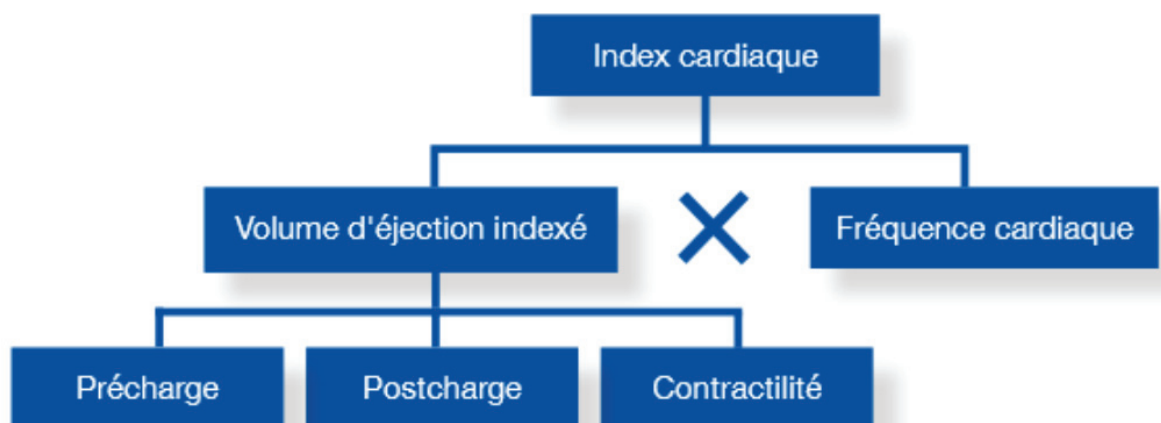 Index cardiaque
Volume d'éjection indexé
Fréquence cardiaque
Précharge
Postcharge
Contractilité